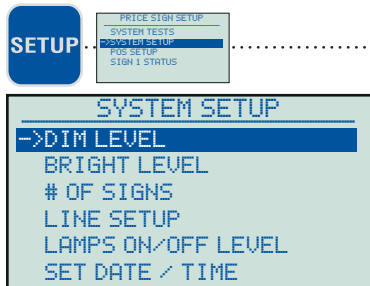 SETUP
PRICE SIGN SETUP
SYSTEM TESTS
->SYSTEM SETUP
POS SETUP
SIGN 1 STATUS
SYSTEM SETUP
->DIM LEVEL
BRIGHT LEVEL
# OF SIGNS
LINE SETUP
LAMPS ON/OFF LEVEL
SET DATE / TIME